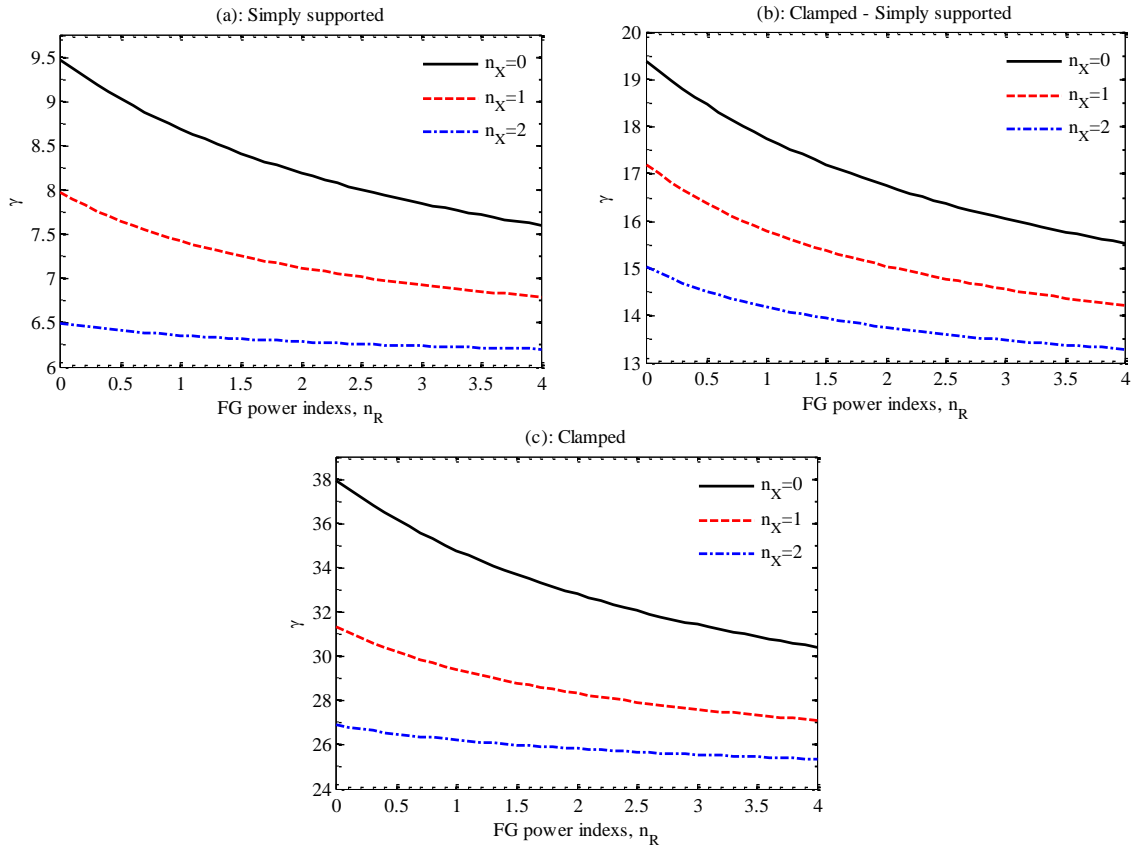 (a): Simply supported
9.5
9
8.5
8
7.5
7
6.5
6
γ
n_X=0
n_X=1
n_X=2
0 0.5 1 1.5 2 2.5 3 3.5 4
FG power indexs, n_R
(b): Clamped - Simply supported
20
19
18
17
16
15
14
13
γ
n_X=0
n_X=1
n_X=2
0 0.5 1 1.5 2 2.5 3 3.5 4
FG power indexs, n_R
(c): Clamped
38
36
34
32
30
28
26
24
γ
n_X=0
n_X=1
n_X=2
0 0.5 1 1.5 2 2.5 3 3.5 4
FG power indexs, n_R